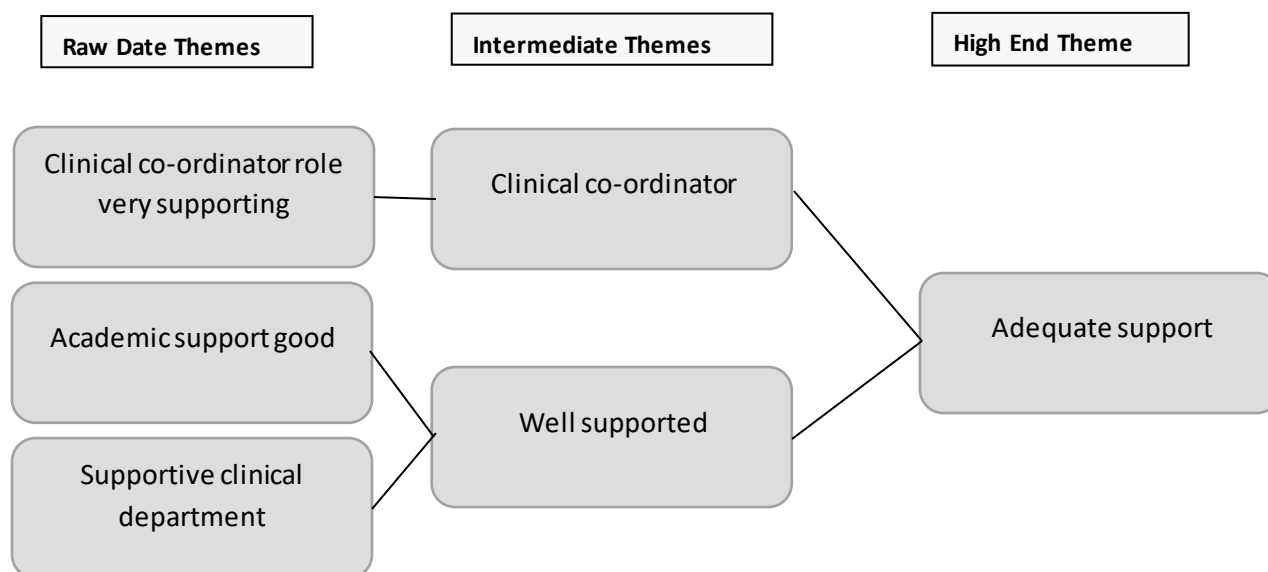 Raw Date Themes
Intermediate Themes
High End Theme
Clinical co-ordinator role
very supporting
Clinical co-ordinator
Academic support good
Adequate support
Well supported
Supportive clinical
department